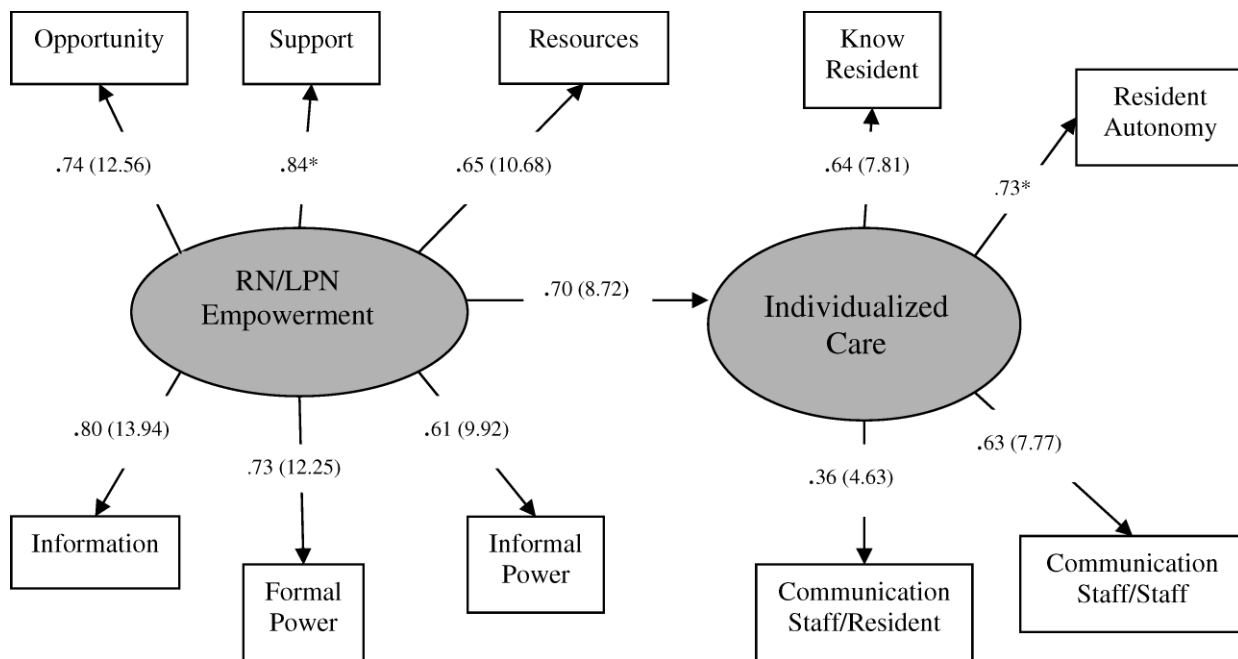 Opportunity
Support
Resources
Know
Resident
Resident
Autonomy
.74 (12.56)
.84*
.65 (10.68)
.64 (7.81)
.73*
RN/LPN
Empowerment
.70 (8.72)
Individualized
Care
.80 (13.94)
.73 (12.25)
.61 (9.92)
.36 (4.63)
.63 (7.77)
Information
Formal
Power
Informal
Power
Communication
Staff/Resident
Communication
Staff/Staff